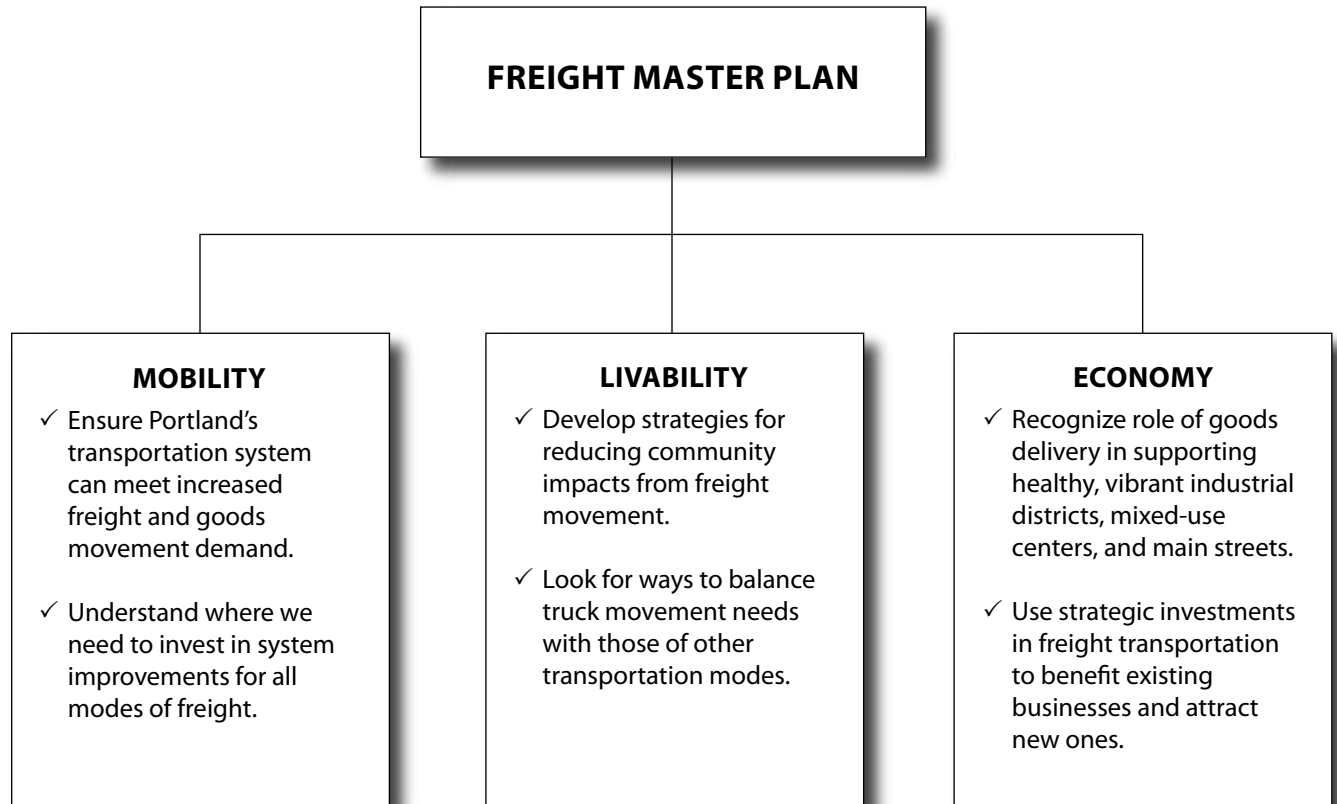 FREIGHT MASTER PLAN
MOBILITY
✓ Ensure Portland’s
transportation system
can meet increased
freight and goods
movement demand.
✓ Understand where we
need to invest in system
improvements for all
modes of freight.
LIVABILITY
✓ Develop strategies for
reducing community
impacts from freight
movement.
✓ Look for ways to balance
truck movement needs
with those of other
transportation modes.
ECONOMY
✓ Recognize role of goods
delivery in supporting
healthy, vibrant industrial
districts, mixed-use
centers, and main streets.
✓ Use strategic investments
in freight transportation
to benefit existing
businesses and attract
new ones.